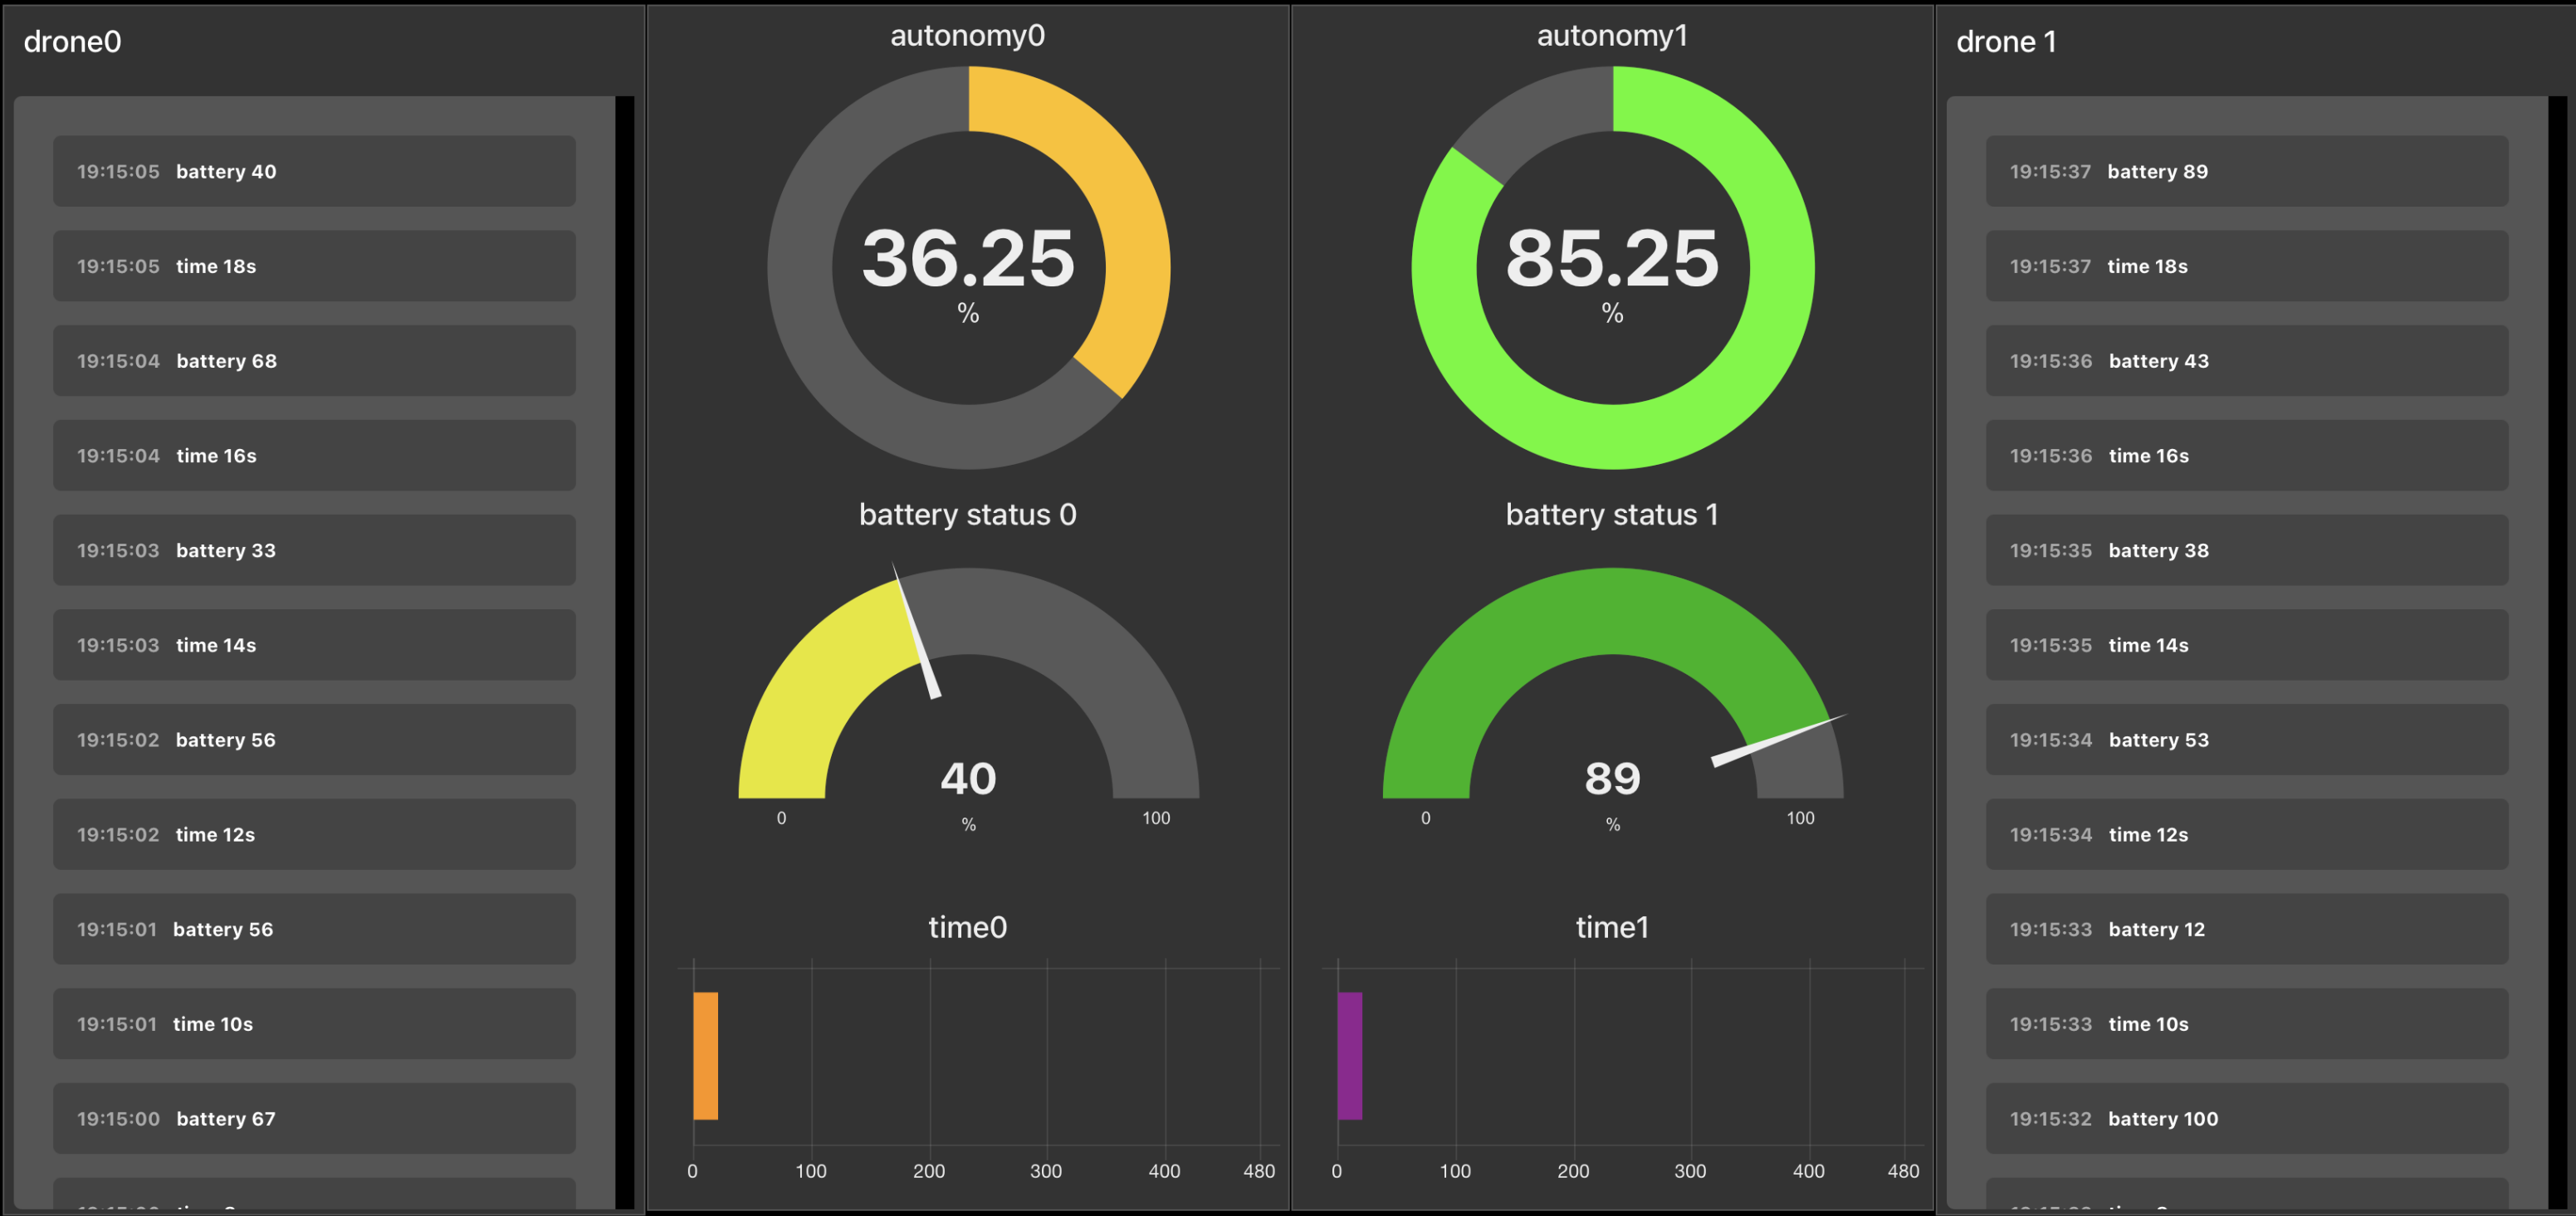 drone0
19:15:05 battery 40
19:15:05 time 18s
19:15:04 battery 68
19:15:04 time 16s
19:15:03 battery 33
19:15:03 time 14s
19:15:02 battery 56
19:15:02 time 12s
19:15:01 battery 56
19:15:01 time 10s
19:15:00 battery 67
autonomy0
36.25
%
battery status 0
40
0 % 100
time0
0 100 200 300 400 480
autonomy1
85.25
%
battery status 1
89
0 % 100
time1
0 100 200 300 400 480
drone 1
19:15:37 battery 89
19:15:37 time 18s
19:15:36 battery 43
19:15:36 time 16s
19:15:35 battery 38
19:15:35 time 14s
19:15:34 battery 53
19:15:34 time 12s
19:15:33 battery 12
19:15:33 time 10s
19:15:32 battery 100